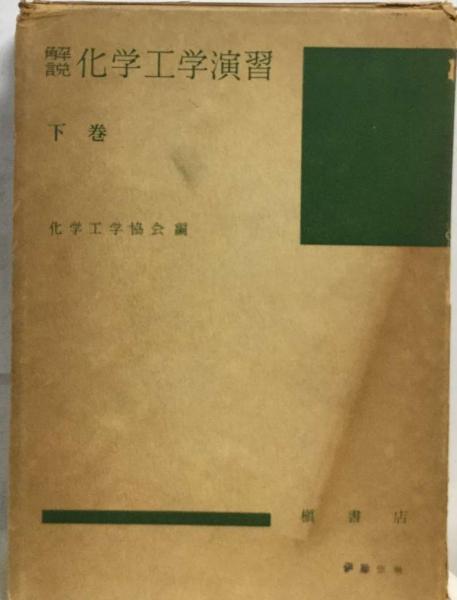 解説 化学工学演習
下巻
化学工学協会編
槇書店